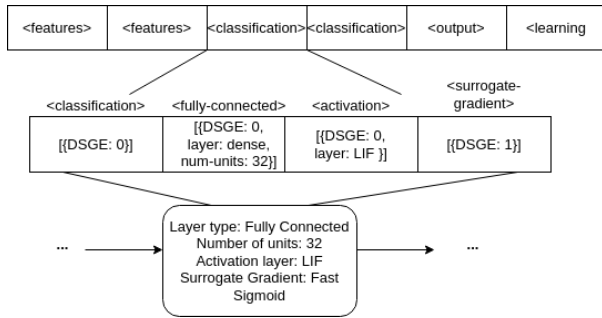 <features>
<features>
<classification>
<classification>
<output>
<learning
<classification>
<fully-connected>
<activation>
<surrogate-
gradient>
[{DSGE: 0}]
[{DSGE: 0,
layer: dense,
num-units: 32}]
[{DSGE: 0,
layer: LIF }]
[{DSGE: 1}]
...
Layer type: Fully Connected
Number of units: 32
Activation layer: LIF
Surrogate Gradient: Fast
Sigmoid
...